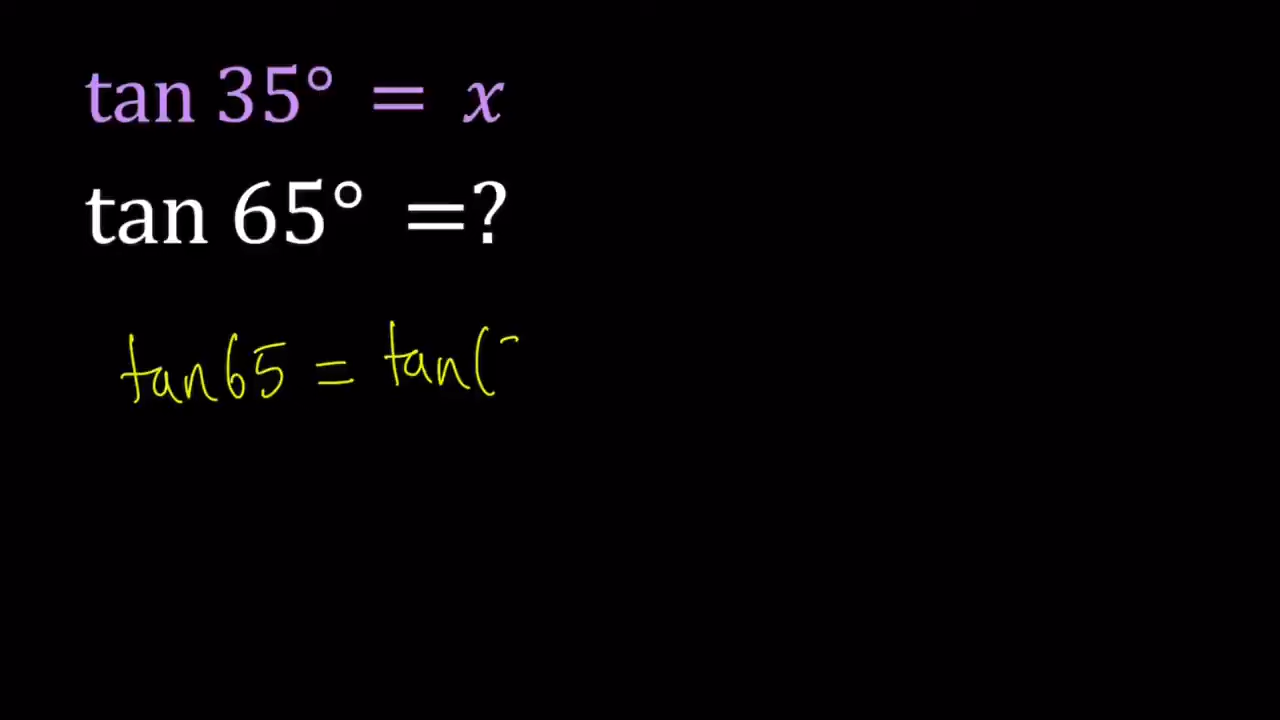 tan 35° = x
tan 65° =?
tan65 = tan(